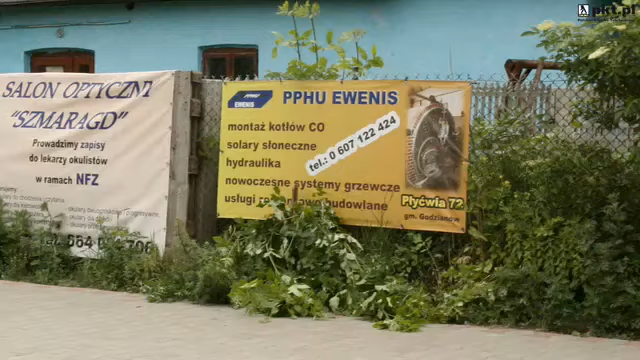 pkt.pl
SALON OPTYCZNY
"SZMARAGD"
Prowadzimy zapisy
do lekarzy okulistów
w ramach NFZ
EWENIS
PPHU EWENIS
montaż kotłów CO
solary słoneczne
hydraulika
nowoczesne systemy grzewcze
usługi budowlane
tel.: 0 607 122 424
Płyćwia 72
gm. Godzianów